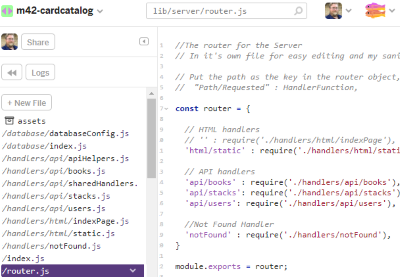 m42-cardcatalog
lib/server/router.js
Share
Logs
+ New File
assets
/database/databaseConfig.js
/database/index.js
/handlers/api/apiHelpers.js
/handlers/api/books.js
/handlers/api/sharedHandlers.
/handlers/api/stacks.js
/handlers/api/users.js
/handlers/html/indexPage.js
/handlers/html/static.js
/handlers/notFound.js
/index.js
/router.js
//The router for the Server
// In it's own file for easy editing and my sani
// Put the path as the key in the router object,
// "Path/Requested" : HandlerFunction,
const router = {
// HTML handlers
// '' : require('./handlers/html/indexPage'),
'html/static' : require('./handlers/html/stati
// API handlers
'api/books' : require('./handlers/api/books'),
'api/stacks': require('./handlers/api/stacks')
'api/users': require('./handlers/api/users'),
//Not Found Handler
'notFound' : require('./handlers/notFound'),
}
module.exports = router;